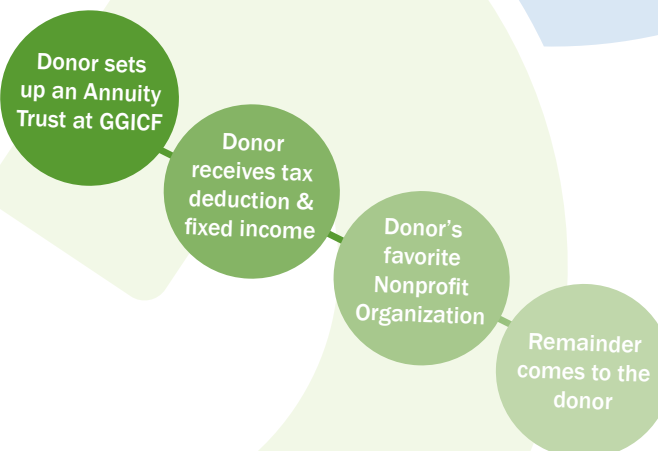 Donor sets
up an Annuity
Trust at GGICF
Donor
receives tax
deduction &
fixed income
Donor's
favorite
Nonprofit
Organization
Remainder
comes to the
donor